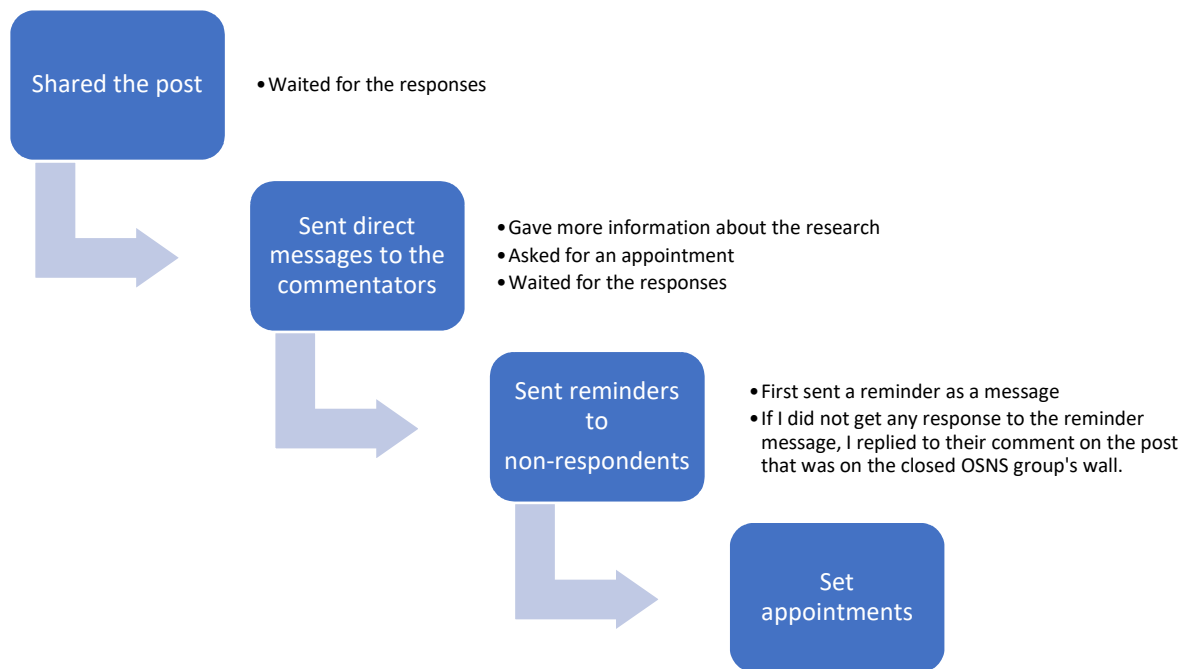 Shared the post
•Waited for the responses
Sent direct
messages to the
commentators
•Gave more information about the research
•Asked for an appointment
•Waited for the responses
Sent reminders
to
non-respondents
•First sent a reminder as a message
•If I did not get any response to the reminder
message, I replied to their comment on the post
that was on the closed OSNS group's wall.
Set
appointments